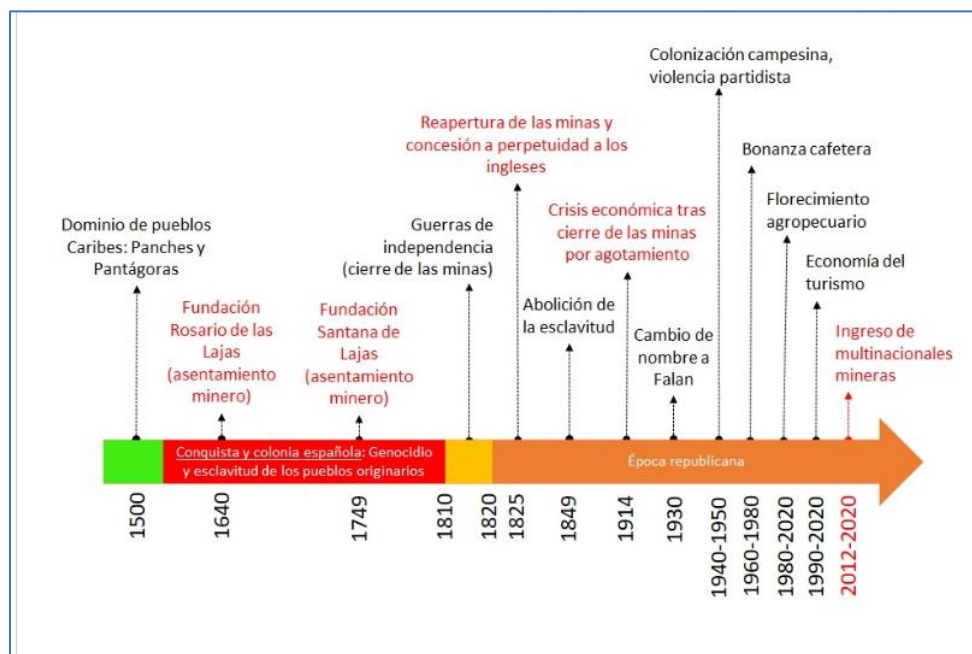 Colonización campesina,
violencia partidista
Reapertura de las minas y
concesión a perpetuidad a los
ingleses
Bonanza cafetera
Dominio de pueblos
Caribes: Panches y
Pantágoras
Guerras de
independencia
(cierre de las minas)
Crisis económica tras
cierre de las minas
por agotamiento
Florecimiento
agropecuario
Economía del
turismo
Fundación
Rosario de las
Lajas
(asentamiento
minero)
Fundación
Santana de
Lajas
(asentamiento
minero)
Abolición de
la esclavitud
Cambio de
nombre a
Falan
Ingreso de
multinacionales
mineras
Conquista y colonia española: Genocidio
y esclavitud de los pueblos originarios
Época republicana
1500
1640
1749
1810
1820
1825
1849
1914
1930
1940-1950
1960-1980
1980-2020
1990-2020
2012-2020